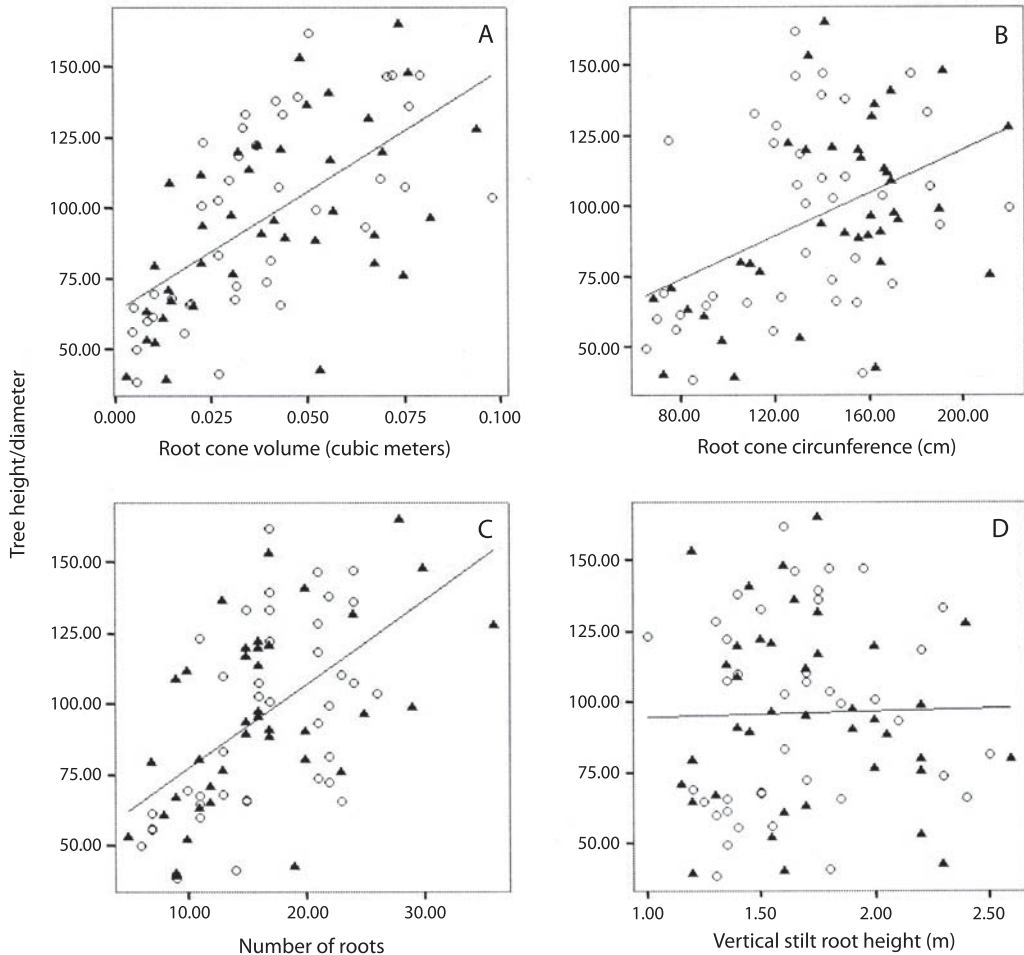 A
150.00
125.00
100.00
75.00
50.00
0.000 0.025 0.050 0.075 0.100
Root cone volume (cubic meters)
B
150.00
125.00
100.00
75.00
50.00
80.00 120.00 160.00 200.00
Root cone circunference (cm)
Tree height/diameter
C
150.00
125.00
100.00
75.00
50.00
10.00 20.00 30.00
Number of roots
D
150.00
125.00
100.00
75.00
50.00
1.00 1.50 2.00 2.50
Vertical stilt root height (m)